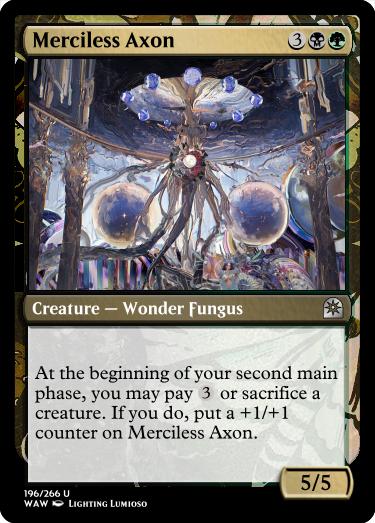 Merciless Axon 3
Creature — Wonder Fungus
At the beginning of your second main
phase, you may pay 3 or sacrifice a
creature. If you do, put a +1/+1
counter on Merciless Axon.
5/5
196/266 U
WAW Lighting Lumioso